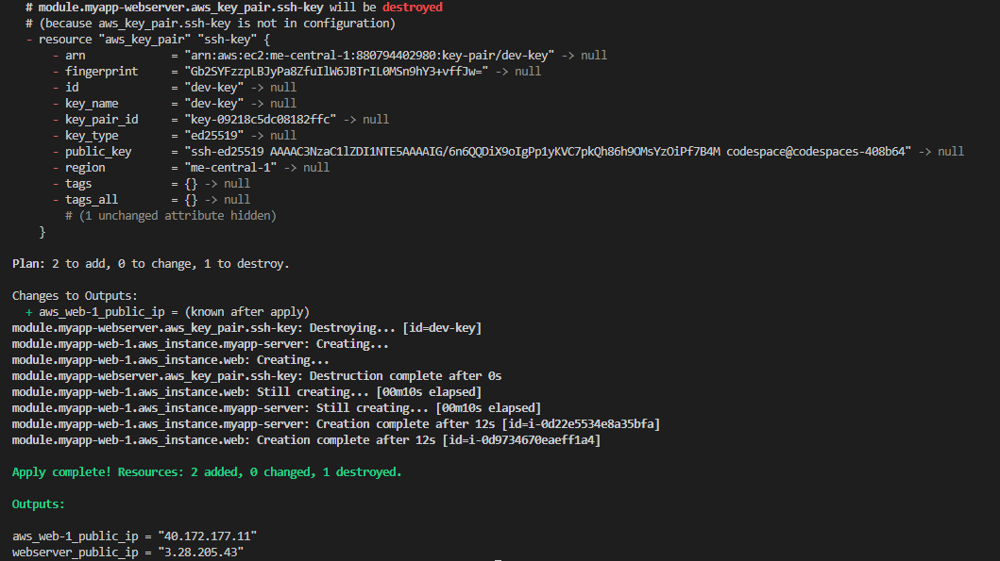 # module.myapp-webserver.aws_key_pair.ssh-key will be destroyed
# (because aws_key_pair.ssh-key is not in configuration)
- resource "aws_key_pair" "ssh-key" {
- arn = "arn:aws:ec2:me-central-1:880794402980:key-pair/dev-key" -> null
- fingerprint = "Gb2SYFzzpLBJyPa8ZfuIlW6JBTrIL0MSn9hY3+vffJw=" -> null
- id = "dev-key" -> null
- key_name = "dev-key" -> null
- key_pair_id = "key-09218c5dc08182ffc" -> null
- key_type = "ed25519" -> null
- public_key = "ssh-ed25519 AAAAC3NzaC1lZDI1NTE5AAAAIG/6n6QQDiX9oIgPp1yKVC7pkQh86h9OMsYzOiPf7B4M codespace@codespaces-408b64" -> null
- region = "me-central-1" -> null
- tags = {} -> null
- tags_all = {} -> null
# (1 unchanged attribute hidden)
}
Plan: 2 to add, 0 to change, 1 to destroy.
Changes to Outputs:
+ aws_web-1_public_ip = (known after apply)
module.myapp-webserver.aws_key_pair.ssh-key: Destroying... [id=dev-key]
module.myapp-web-1.aws_instance.myapp-server: Creating...
module.myapp-web-1.aws_instance.web: Creating...
module.myapp-webserver.aws_key_pair.ssh-key: Destruction complete after 0s
module.myapp-web-1.aws_instance.web: Still creating... [00m10s elapsed]
module.myapp-web-1.aws_instance.myapp-server: Still creating... [00m10s elapsed]
module.myapp-web-1.aws_instance.myapp-server: Creation complete after 12s [id=i-0d22e5534e8a35bfa]
module.myapp-web-1.aws_instance.web: Creation complete after 12s [id=i-0d9734670eaeff1a4]
Apply complete! Resources: 2 added, 0 changed, 1 destroyed.
Outputs:
aws_web-1_public_ip = "40.172.177.11"
webserver_public_ip = "3.28.205.43"